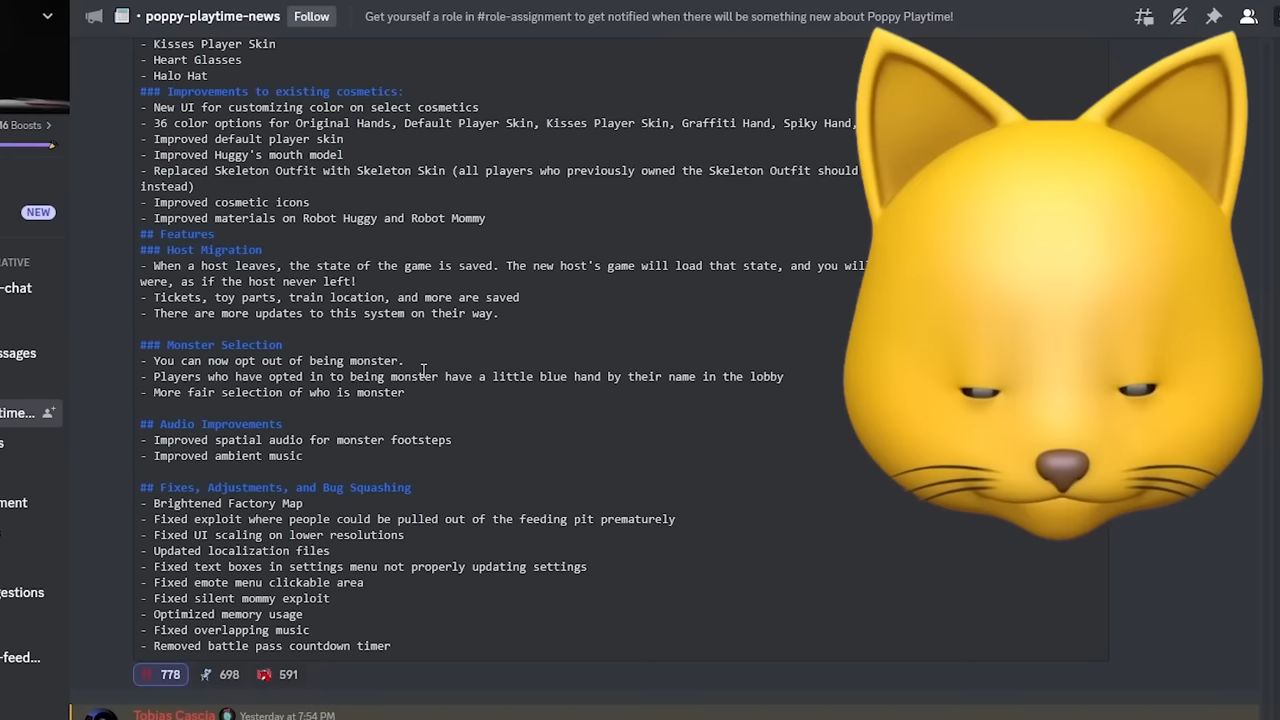 poppy-playtime-news Follow Get yourself a role in #role-assignment to get notified when there will be something new about Poppy Playtime!
- Kisses Player Skin
- Heart Glasses
- Halo Hat
### Improvements to existing cosmetics:
- New UI for customizing color on select cosmetics
- 36 color options for Original Hands, Default Player Skin, Kisses Player Skin, Graffiti Hand, Spiky Hand,
- Improved default player skin
- Improved Huggy's mouth model
- Replaced Skeleton Outfit with Skeleton Skin (all players who previously owned the Skeleton Outfit should
instead)
- Improved cosmetic icons
- Improved materials on Robot Huggy and Robot Mommy
## Features
### Host Migration
- When a host leaves, the state of the game is saved. The new host's game will load that state, and you wil
were, as if the host never left!
- Tickets, toy parts, train location, and more are saved
- There are more updates to this system on their way.
### Monster Selection
- You can now opt out of being monster.
- Players who have opted in to being monster have a little blue hand by their name in the lobby
- More fair selection of who is monster
## Audio Improvements
- Improved spatial audio for monster footsteps
- Improved ambient music
## Fixes, Adjustments, and Bug Squashing
- Brightened Factory Map
- Fixed exploit where people could be pulled out of the feeding pit prematurely
- Fixed UI scaling on lower resolutions
- Updated localization files
- Fixed text boxes in settings menu not properly updating settings
- Fixed emote menu clickable area
- Fixed silent mommy exploit
- Optimized memory usage
- Fixed overlapping music
- Removed battle pass countdown timer
778 698 591
Tobias Cascia Yesterday at 7:54 PM
16 Boosts
NEW
ATIVE
-chat
ssages
time...
s
ment
estions
-feed...